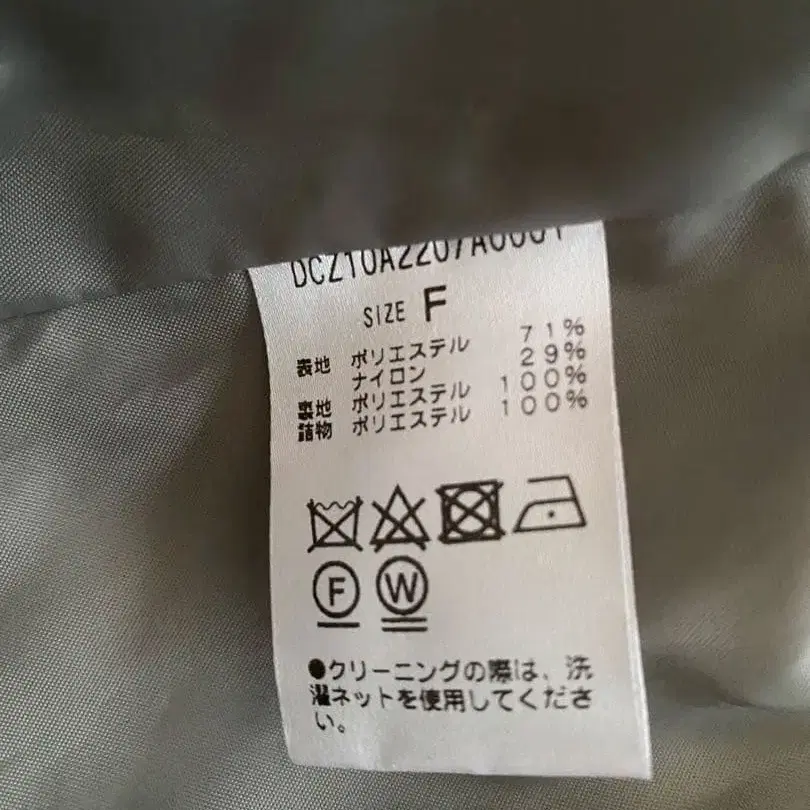 SIZE F
表地 ポリエステル 71%
ナイロン 29%
裏地 ポリエステル 100%
詰物 ポリエステル 100%
F W
●クリーニングの際は、洗
濯ネットを使用してくださ
い。